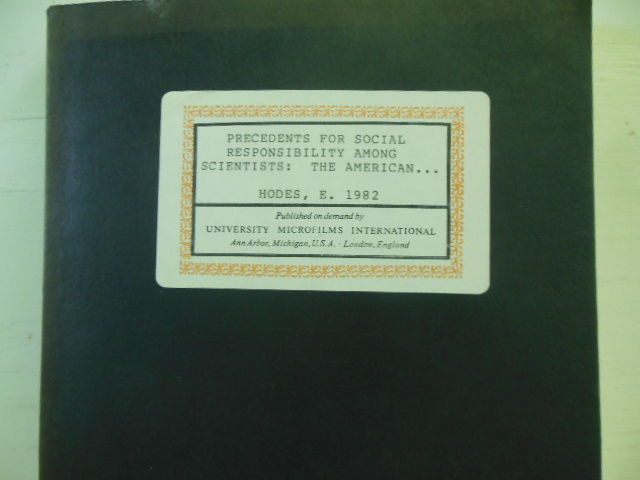 PRECEDENTS FOR SOCIAL
RESPONSIBILITY AMONG
SCIENTISTS: THE AMERICAN...
HODES, E. 1982
Published on demand by
UNIVERSITY MICROFILMS INTERNATIONAL
Ann Arbor, Michigan, U.S.A. · London, England